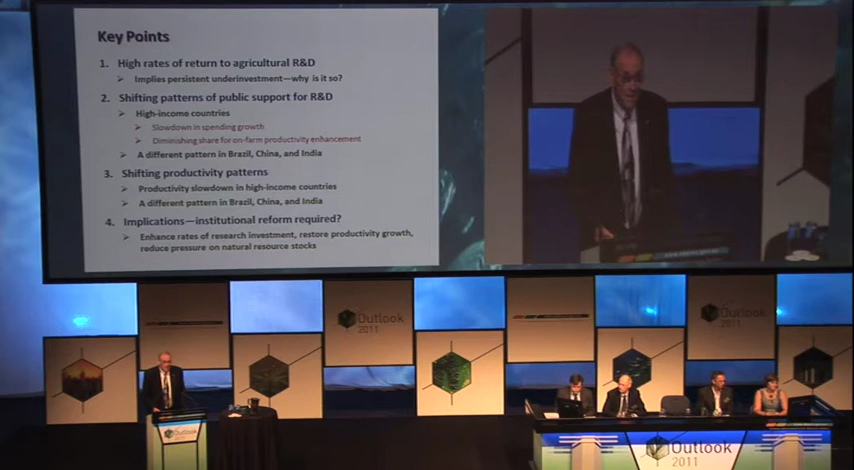 Key Points
1. High rates of return to agricultural R&D
Implies persistent underinvestment—why is it so?
2. Shifting patterns of public support for R&D
High-income countries
Slowdown in spending growth
Diminishing share for on-farm productivity enhancement
A different pattern in Brazil, China, and India
3. Shifting productivity patterns
Productivity slowdown in high-income countries
A different pattern in Brazil, China, and India
4. Implications—institutional reform required?
Enhance rates of research investment, restore productivity growth,
reduce pressure on natural resource stocks
Outlook
2011
Outlook
2011
Outlook
2011
Outlook
2011